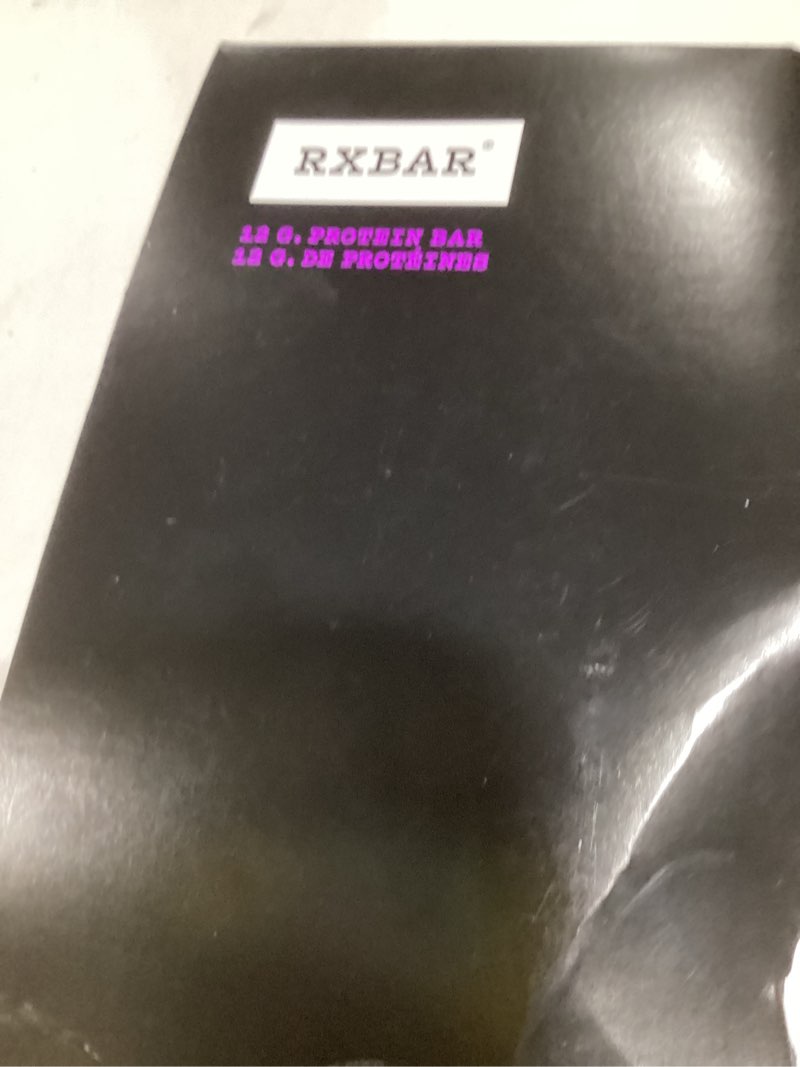 RXBAR®
12 G. PROTEIN BAR
12 G. DE PROTÉINES